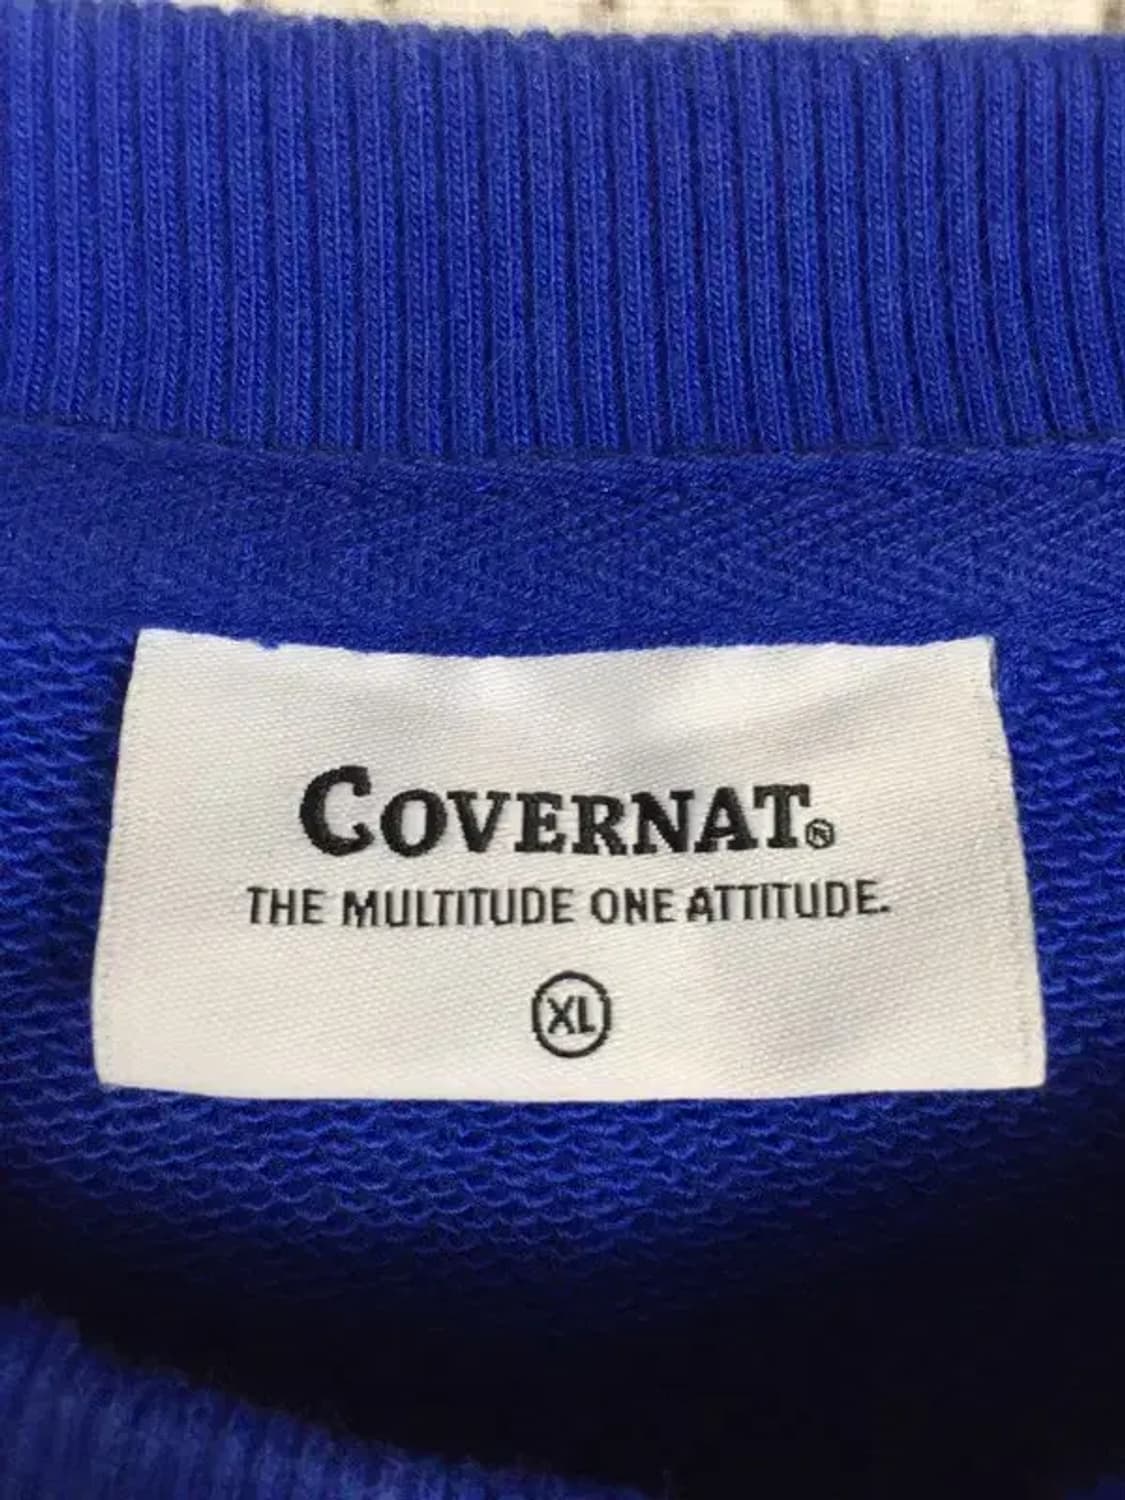 COVERNAT®
THE MULTITUDE ONE ATTITUDE.
XL